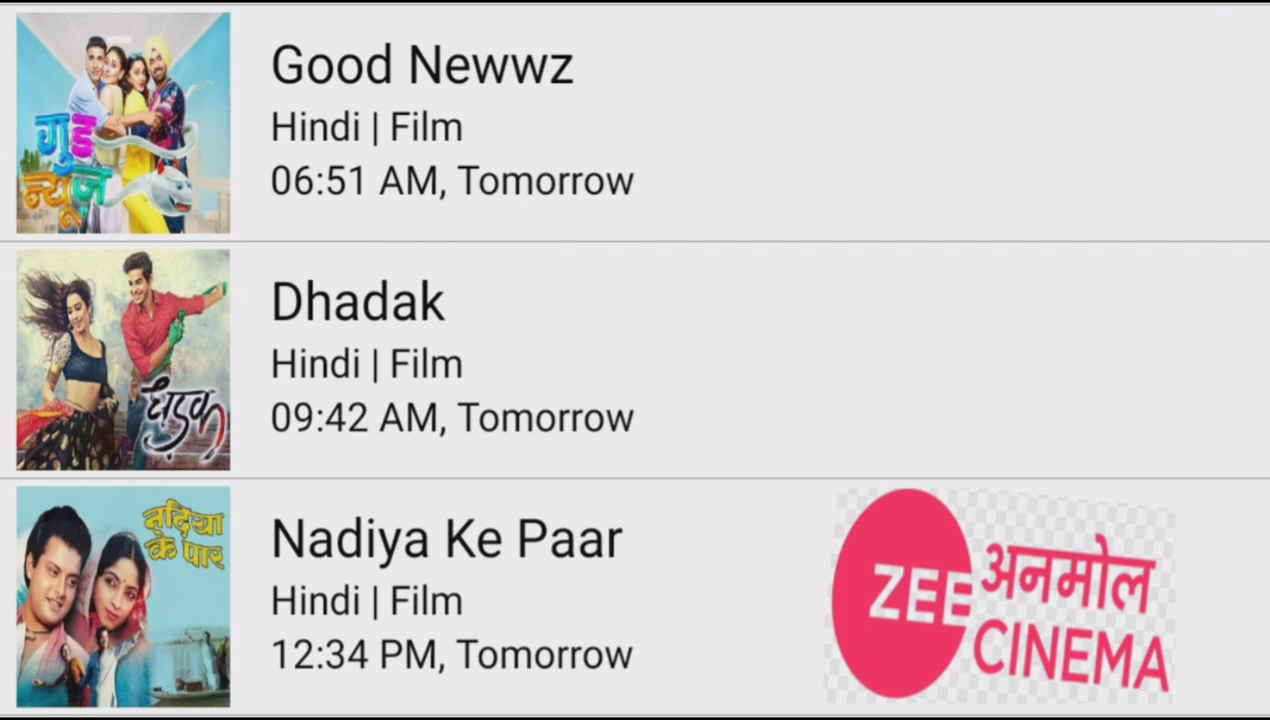 गुड
न्यूज़
Good Newwz
Hindi | Film
06:51 AM, Tomorrow
धड़क
Dhadak
Hindi | Film
09:42 AM, Tomorrow
नदिया
के पार
Nadiya Ke Paar
Hindi | Film
12:34 PM, Tomorrow
ZEE अनमोल
CINEMA